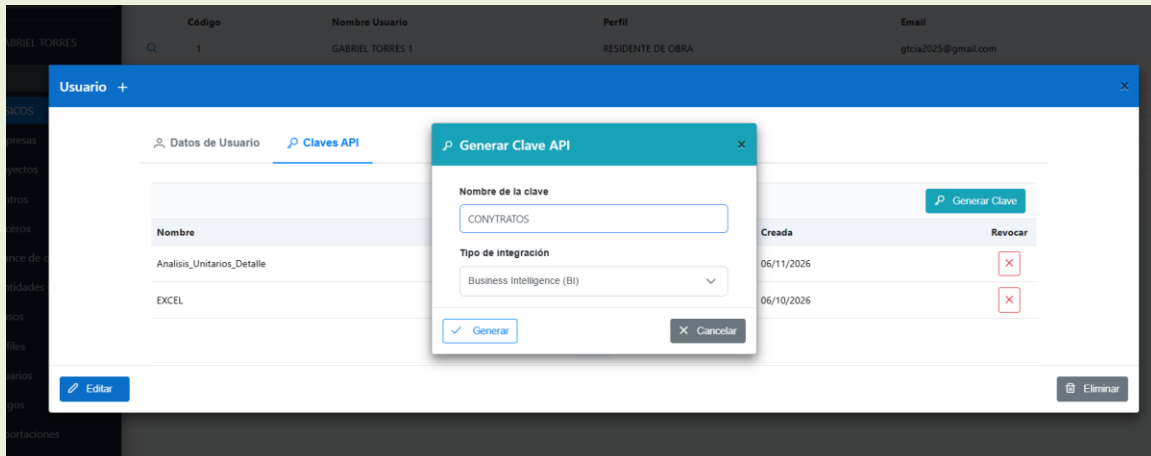 Código Nombre Usuario Perfil Email
1 GABRIEL TORRES 1 RESIDENTE DE OBRA gtcia2025@gmail.com
TORRES
Usuario +
Datos de Usuario Claves API
Generar Clave API
Nombre de la clave
CONYTRATOS
Tipo de integración
Business Intelligence (BI)
Generar Cancelar
Generar Clave
Nombre Creada Revocar
Analisis_Unitarios_Detalle 06/11/2026
EXCEL 06/10/2026
Editar Eliminar